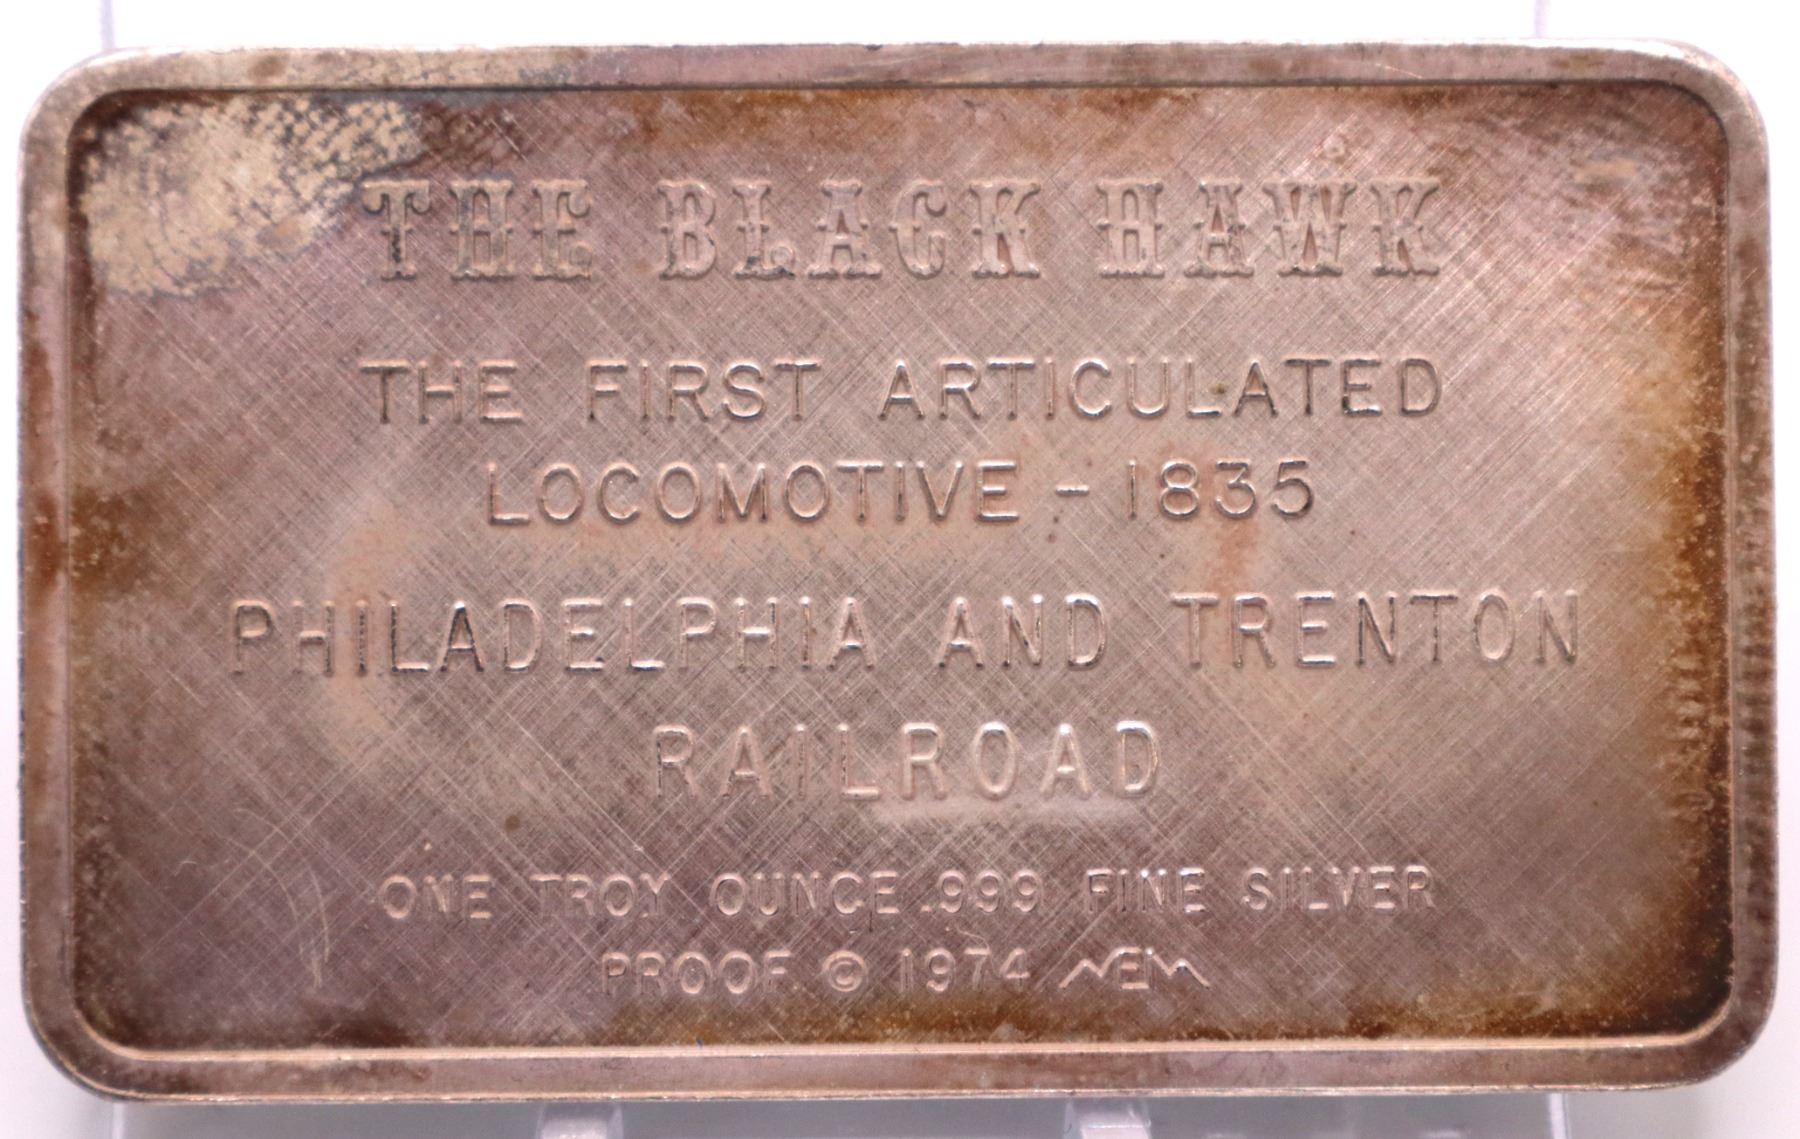 THE BLACK HAWK
THE FIRST ARTICULATED
LOCOMOTIVE - 1835
PHILADELPHIA AND TRENTON
RAILROAD
ONE TROY OUNCE .999 FINE SILVER
PROOF © 1974 NEM